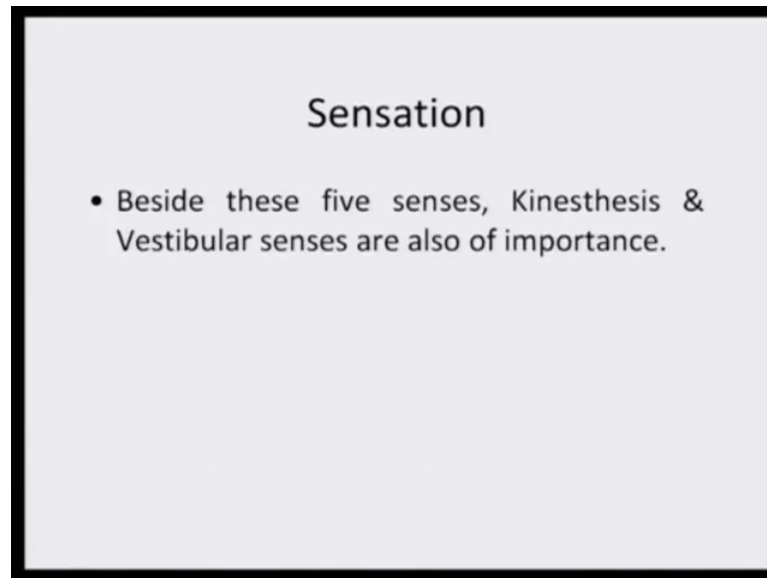 Sensation
• Beside these five senses, Kinesthesis &
Vestibular senses are also of importance.